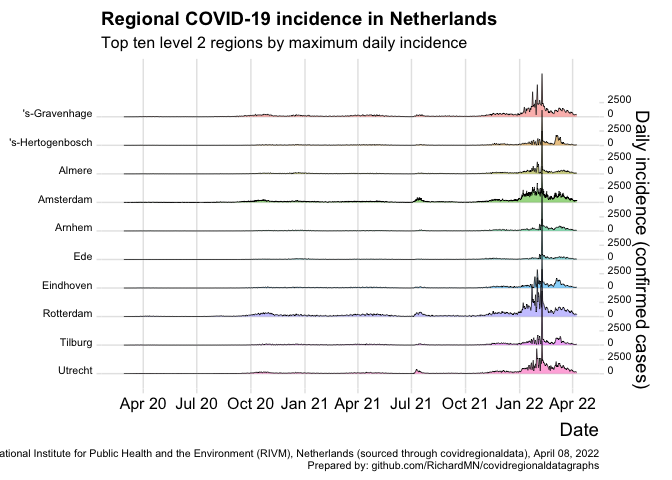 Regional COVID-19 incidence in Netherlands
Top ten level 2 regions by maximum daily incidence
's-Gravenhage
's-Hertogenbosch
Almere
Amsterdam
Arnhem
Ede
Eindhoven
Rotterdam
Tilburg
Utrecht
2500
0
2500
0
2500
0
2500
0
2500
0
2500
0
2500
0
2500
0
2500
0
2500
0
Daily incidence (confirmed cases)
Apr 20 Jul 20 Oct 20 Jan 21 Apr 21 Jul 21 Oct 21 Jan 22 Apr 22
Date
ational Institute for Public Health and the Environment (RIVM), Netherlands (sourced through covidregionaldata), April 08, 2022
Prepared by: github.com/RichardMN/covidregionaldatagraphs